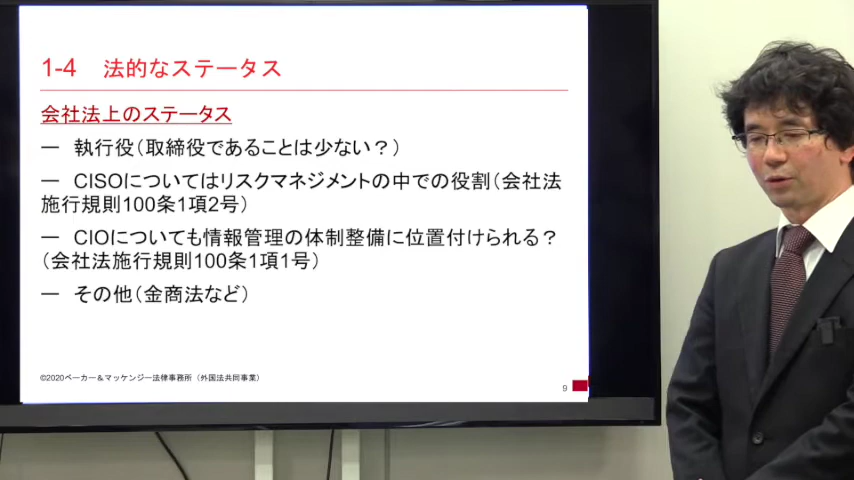 1-4　法的なステータス
会社法上のステータス
ー　執行役（取締役であることは少ない？）
ー　CISOについてはリスクマネジメントの中での役割（会社法
施行規則100条1項2号）
ー　CIOについても情報管理の体制整備に位置付けられる？
（会社法施行規則100条1項1号）
ー　その他（金商法など）
©2020ベーカー＆マッケンジー法律事務所（外国法共同事業）
9